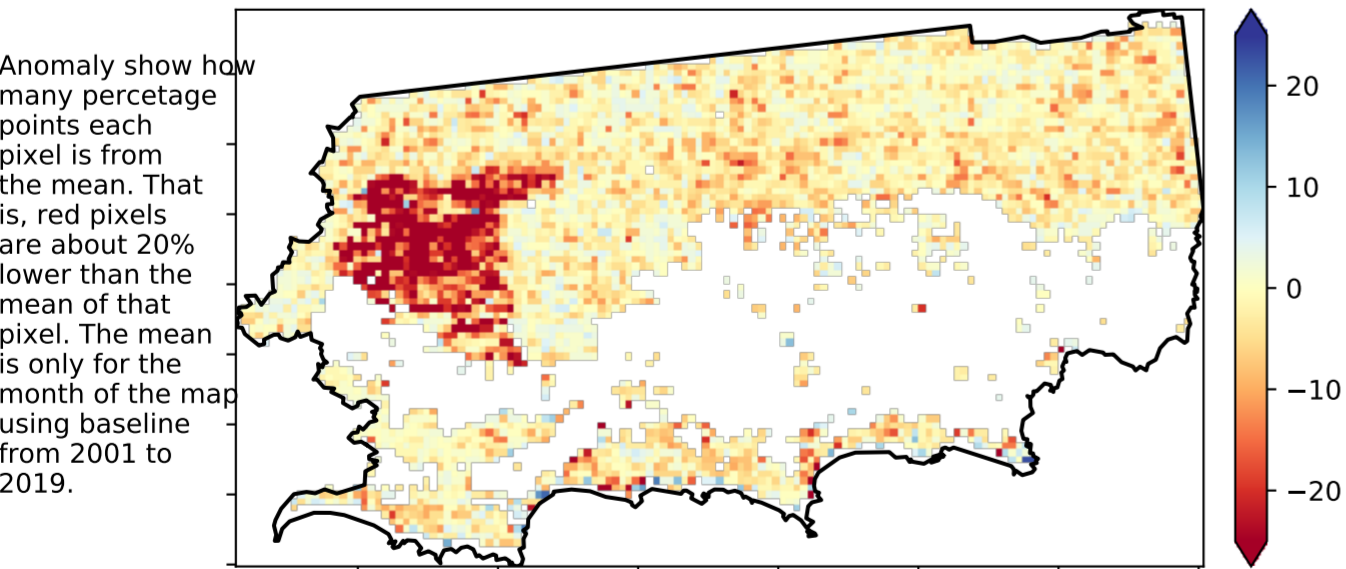 Anomaly show how
many percetage
points each
pixel is from
the mean. That
is, red pixels
are about 20%
lower than the
mean of that
pixel. The mean
is only for the
month of the map
using baseline
from 2001 to
2019.
20
10
0
−10
−20